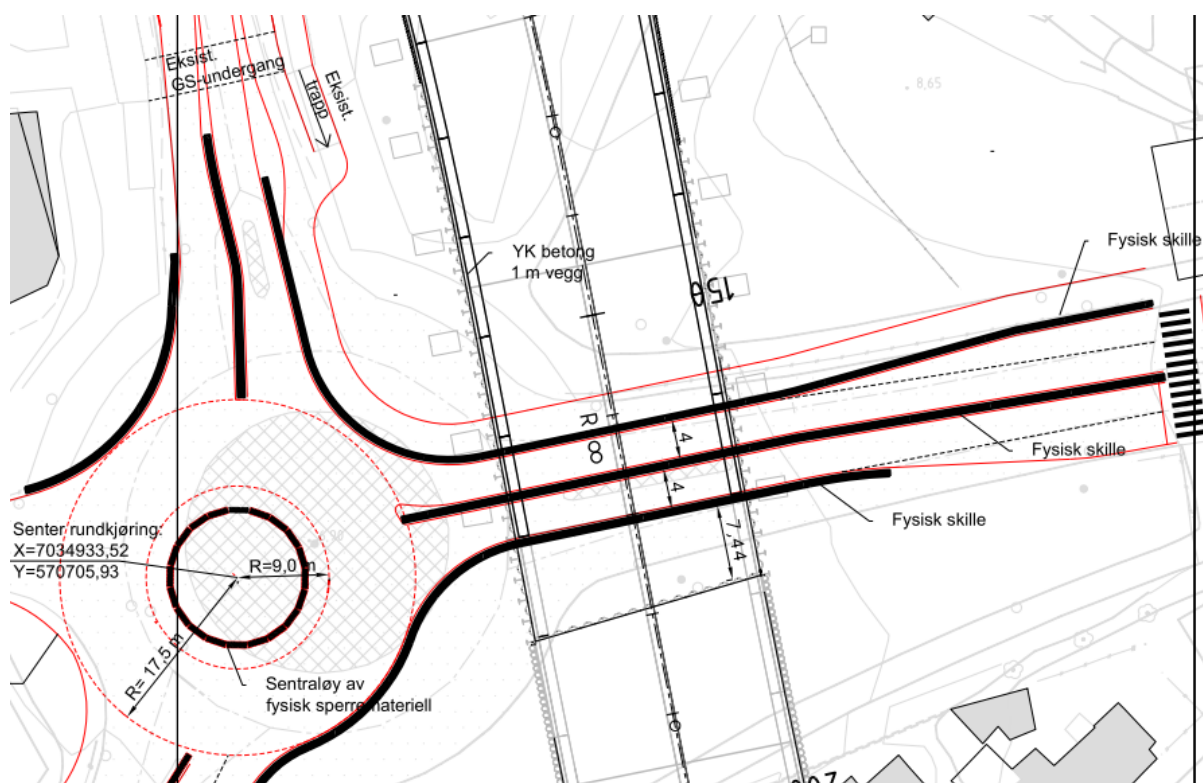 Eksist.
GS-undergang
Eksist.
trapp
8,65
YK betong
1 m vegg
150
Fysisk skille
R
∞
4
4
Fysisk skille
Fysisk skille
7,44
Senter rundkjøring:
X=7034933,52
Y=570705,93
R=9,0 m
R= 17,5 m
Sentraløy av
fysisk sperremateriell